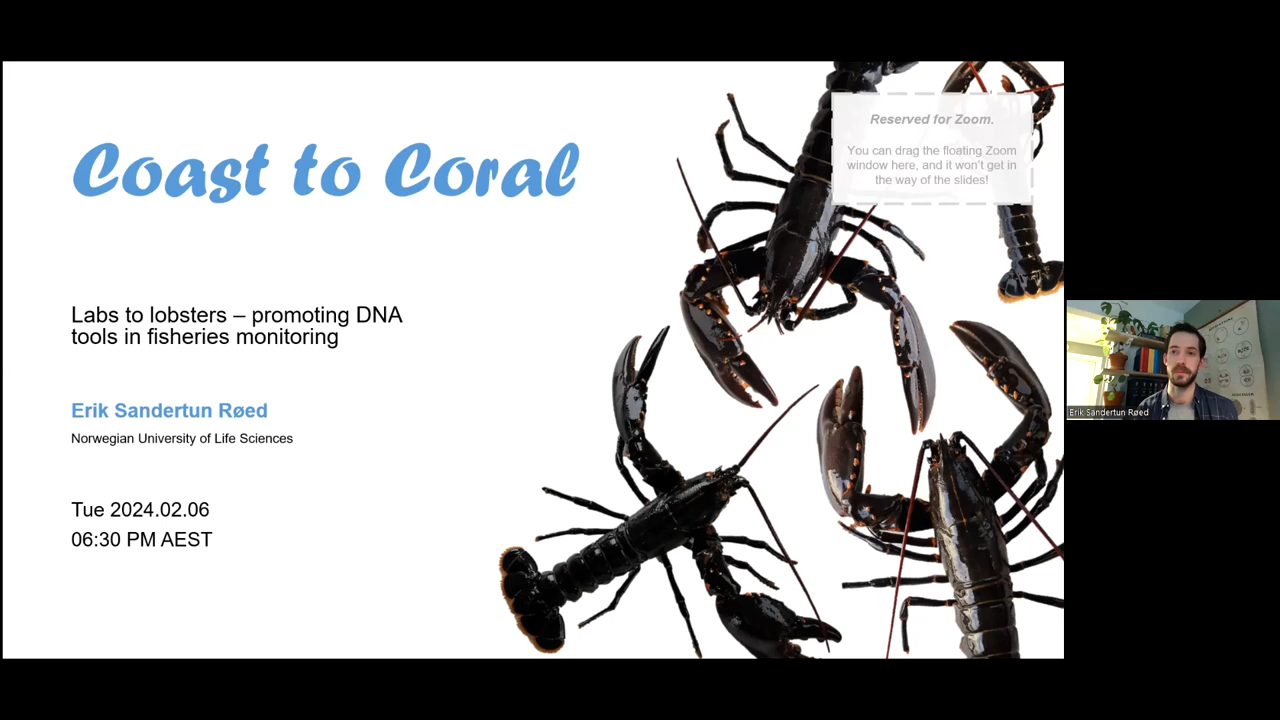 Coast to Coral
Reserved for Zoom.
You can drag the floating Zoom
window here, and it won't get in
the way of the slides!
Labs to lobsters – promoting DNA
tools in fisheries monitoring
Erik Sandertun Røed
Norwegian University of Life Sciences
Tue 2024.02.06
06:30 PM AEST
Erik Sandertun Røed